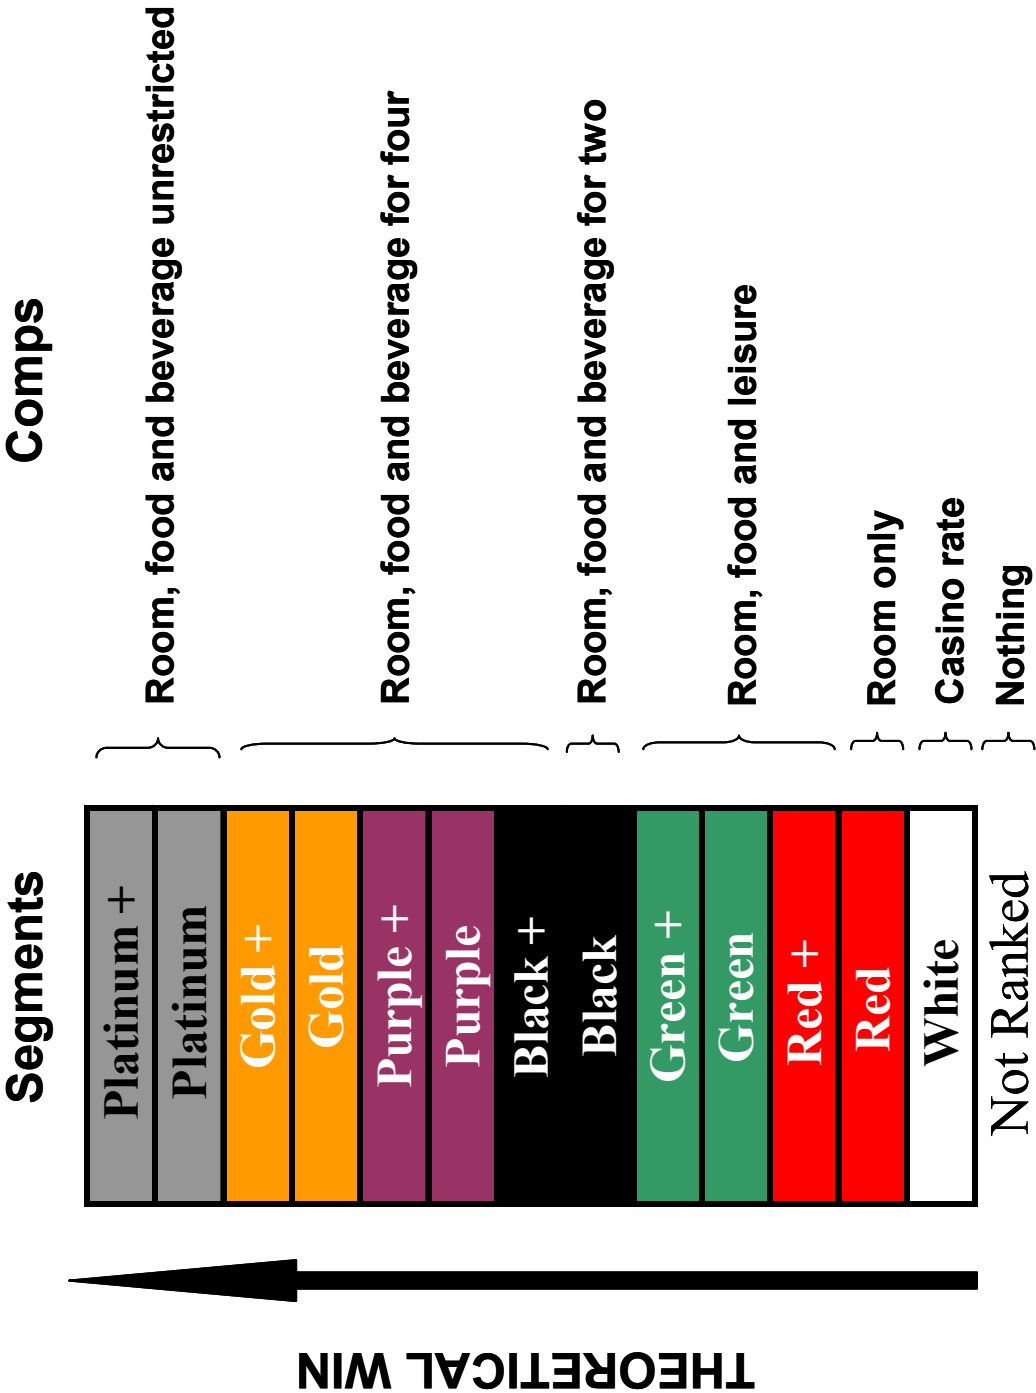 THEORETICAL WIN
Segments
Comps
Platinum +
Platinum
Room, food and beverage unrestricted
Gold +
Gold
Purple +
Purple
Black +
Room, food and beverage for four
Black
Room, food and beverage for two
Green +
Green
Red +
Room, food and leisure
Red
Room only
White
Casino rate
Not Ranked
Nothing